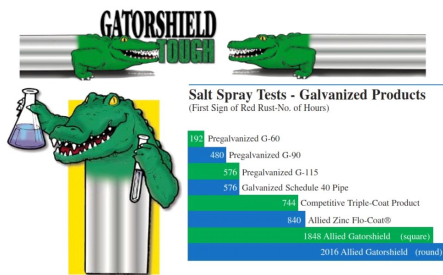 GATORSHIELD
TOUGH
Salt Spray Tests - Galvanized Products
(First Sign of Red Rust-No. of Hours)
192 Pregalvanized G-60
480 Pregalvanized G-90
576 Pregalvanized G-115
576 Galvanized Schedule 40 Pipe
744 Competitive Triple-Coat Product
840 Allied Zinc Flo-Coat®
1848 Allied Gatorshield (square)
2016 Allied Gatorshield (round)